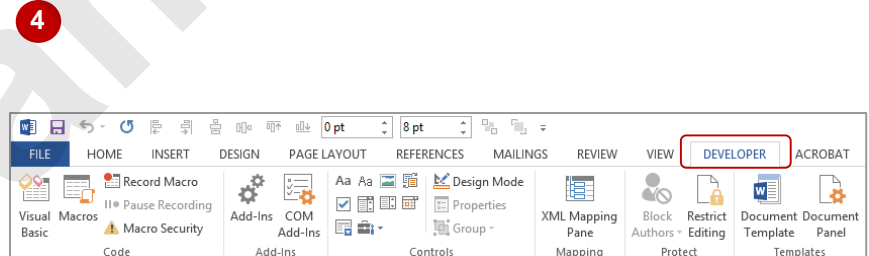 4
0 pt 8 pt
FILE HOME INSERT DESIGN PAGE LAYOUT REFERENCES MAILINGS REVIEW VIEW DEVELOPER ACROBAT
Record Macro Aa Aa Design Mode
II Pause Recording Properties
Visual Macros Add-Ins COM XML Mapping Block Restrict Document Document
Basic Macro Security Add-Ins Group Pane Authors Editing Template Panel
Code Add-Ins Controls Mapping Protect Templates